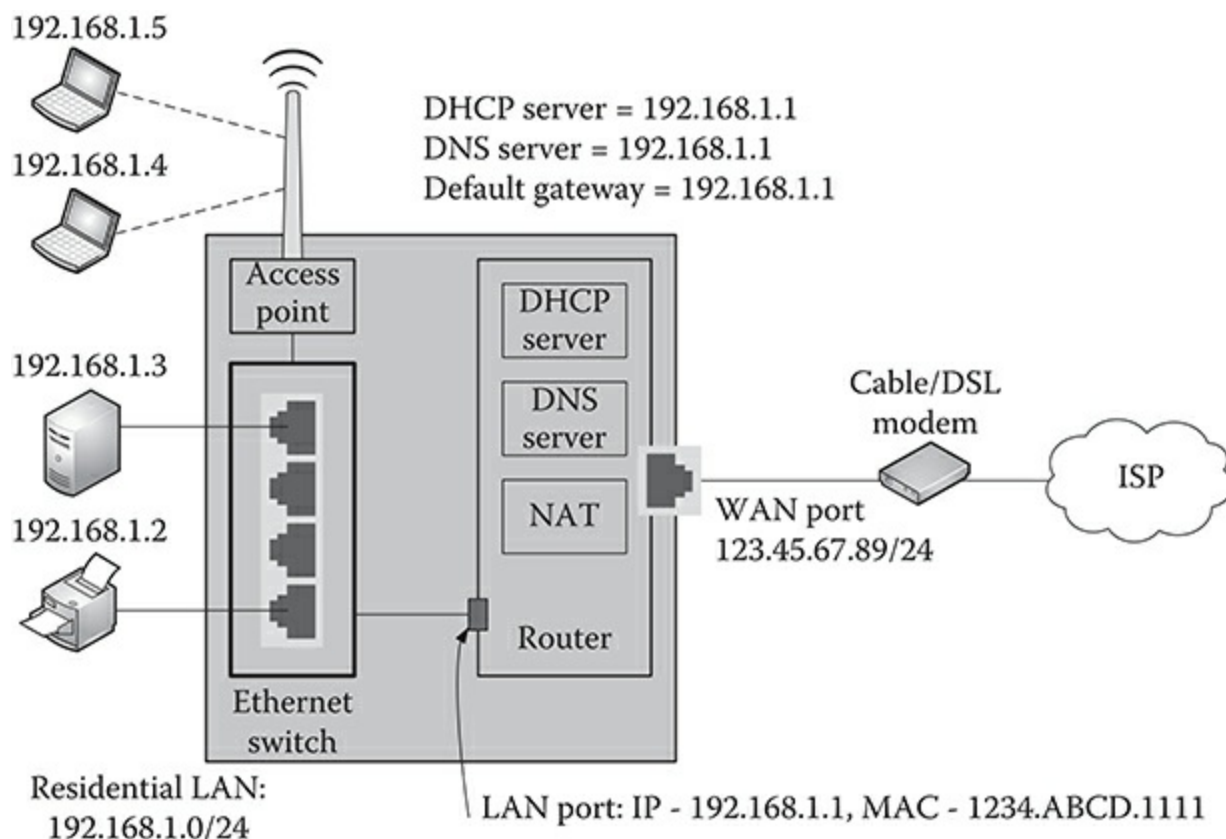 192.168.1.5
192.168.1.4
DHCP server = 192.168.1.1
DNS server = 192.168.1.1
Default gateway = 192.168.1.1
Access
point
DHCP
server
192.168.1.3
DNS
server
Cable/DSL
modem
ISP
NAT
WAN port
123.45.67.89/24
192.168.1.2
Router
Ethernet
switch
Residential LAN:
192.168.1.0/24
LAN port: IP - 192.168.1.1, MAC - 1234.ABCD.1111